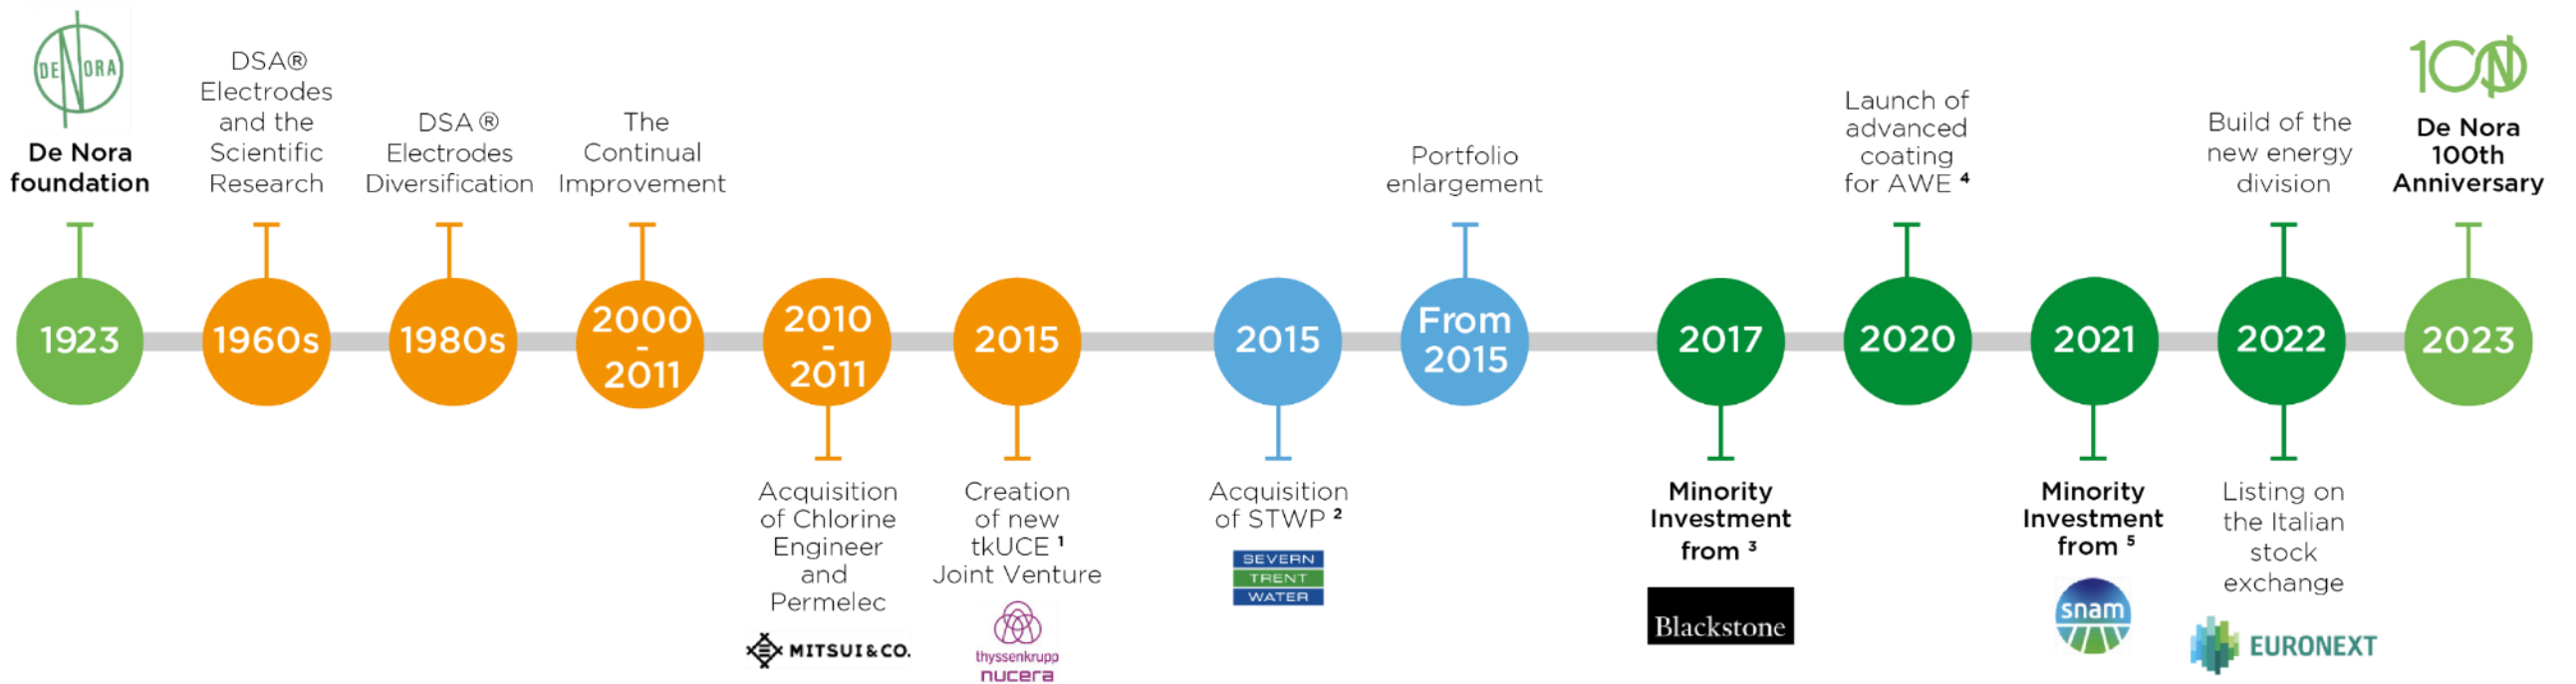 DE NORA
De Nora
foundation
DSA®
Electrodes
and the
Scientific
Research
DSA ®
Electrodes
Diversification
The
Continual
Improvement
Portfolio
enlargement
Launch of
advanced
coating
for AWE 4
Build of the
new energy
division
100
De Nora
100th
Anniversary
1923
1960s
1980s
2000
-
2011
2010
-
2011
2015
2015
From
2015
2017
2020
2021
2022
2023
Acquisition
of Chlorine
Engineer
and
Permelec
MITSUI & CO.
Creation
of new
tkUCE 1
Joint Venture
thyssenkrupp
nucera
Acquisition
of STWP 2
SEVERN
TRENT
WATER
Minority
Investment
from 3
Blackstone
Minority
Investment
from 5
snam
Listing on
the Italian
stock
exchange
EURONEXT